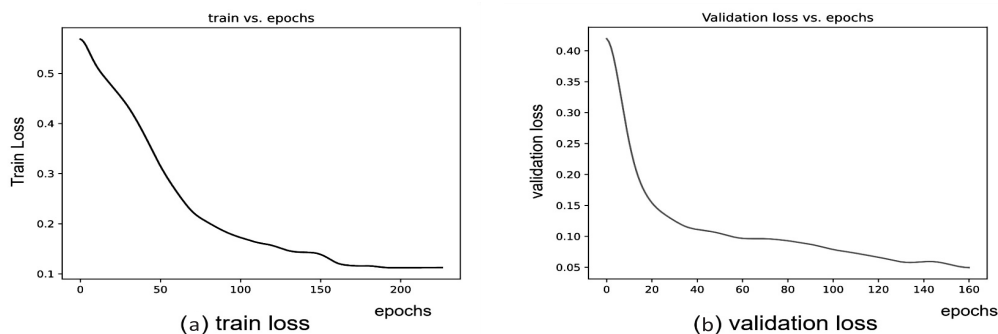 train vs. epochs
0.5
0.4
0.3
0.2
0.1
Train Loss
0 50 100 150 200
epochs
(a) train loss
Validation loss vs. epochs
0.40
0.35
0.30
0.25
0.20
0.15
0.10
0.05
validation loss
0 20 40 60 80 100 120 140 160
epochs
(b) validation loss